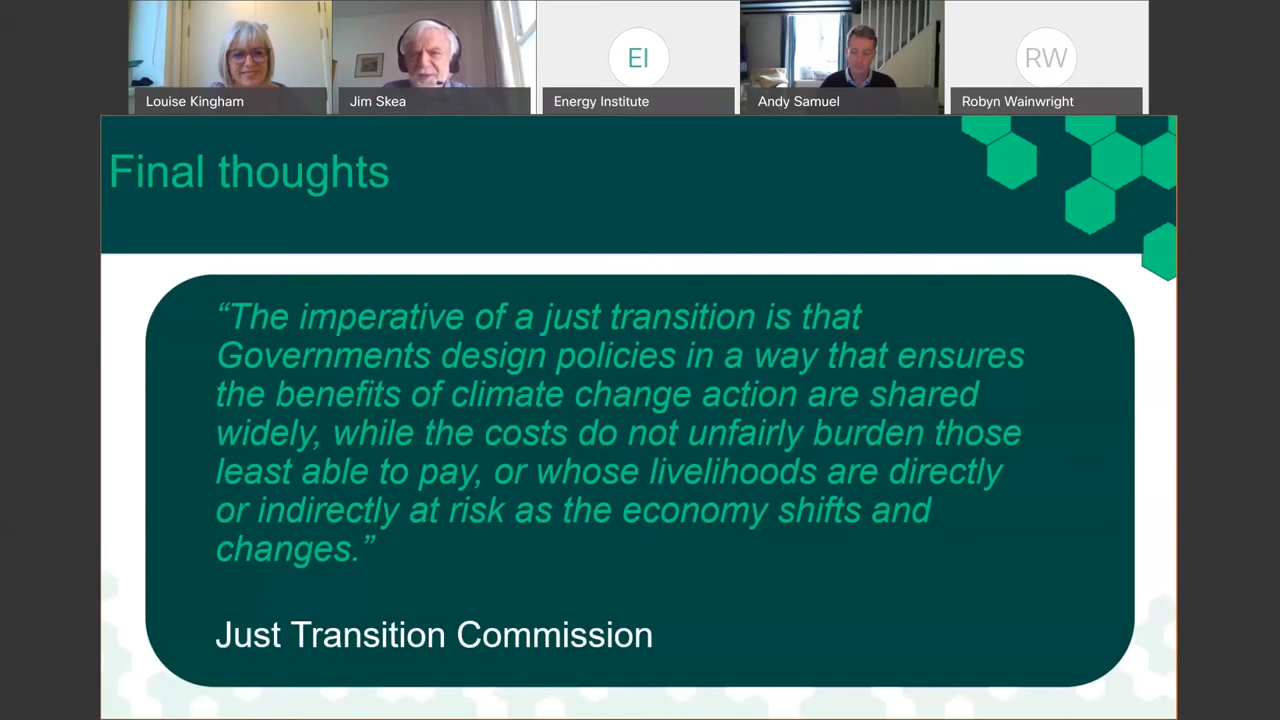 Louise Kingham
Jim Skea
EI
Energy Institute
Andy Samuel
RW
Robyn Wainwright
Final thoughts
“The imperative of a just transition is that
Governments design policies in a way that ensures
the benefits of climate change action are shared
widely, while the costs do not unfairly burden those
least able to pay, or whose livelihoods are directly
or indirectly at risk as the economy shifts and
changes.”
Just Transition Commission